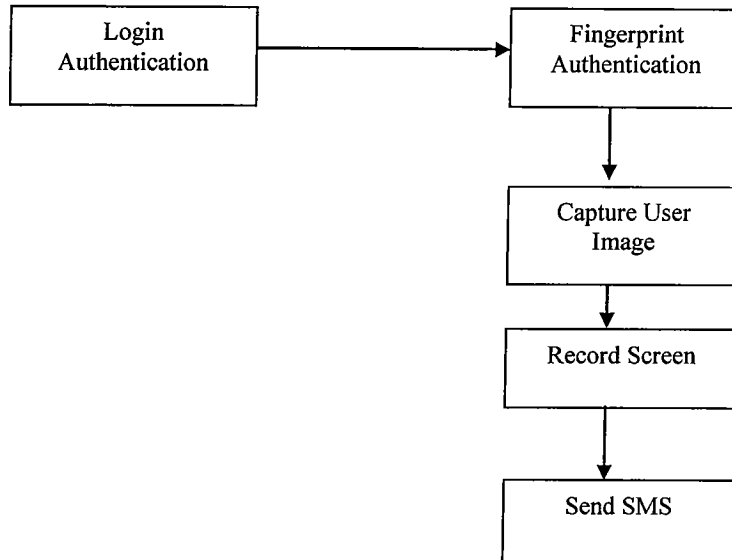 Login
Authentication
Fingerprint
Authentication
Capture User
Image
Record Screen
Send SMS